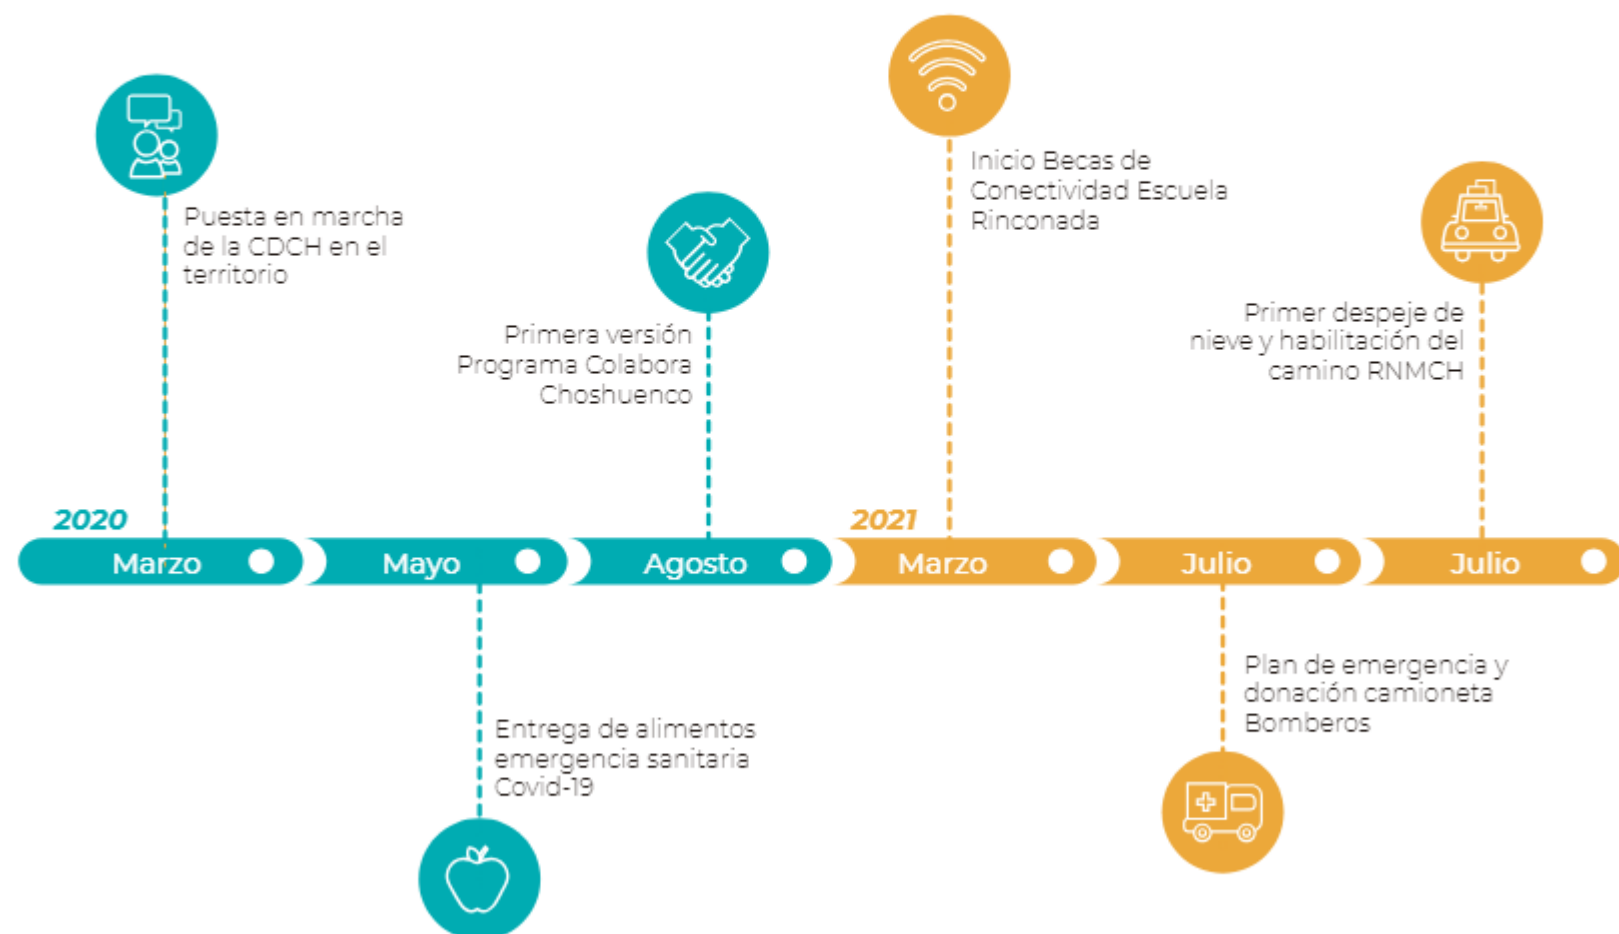 2020
Marzo
Puesta en marcha
de la CDCH en el
territorio
Mayo
Entrega de alimentos
emergencia sanitaria
Covid-19
Agosto
Primera versión
Programa Colabora
Choshuenco
2021
Marzo
Inicio Becas de
Conectividad Escuela
Rinconada
Julio
Plan de emergencia y
donación camioneta
Bomberos
Julio
Primer despeje de
nieve y habilitación del
camino RNMCH